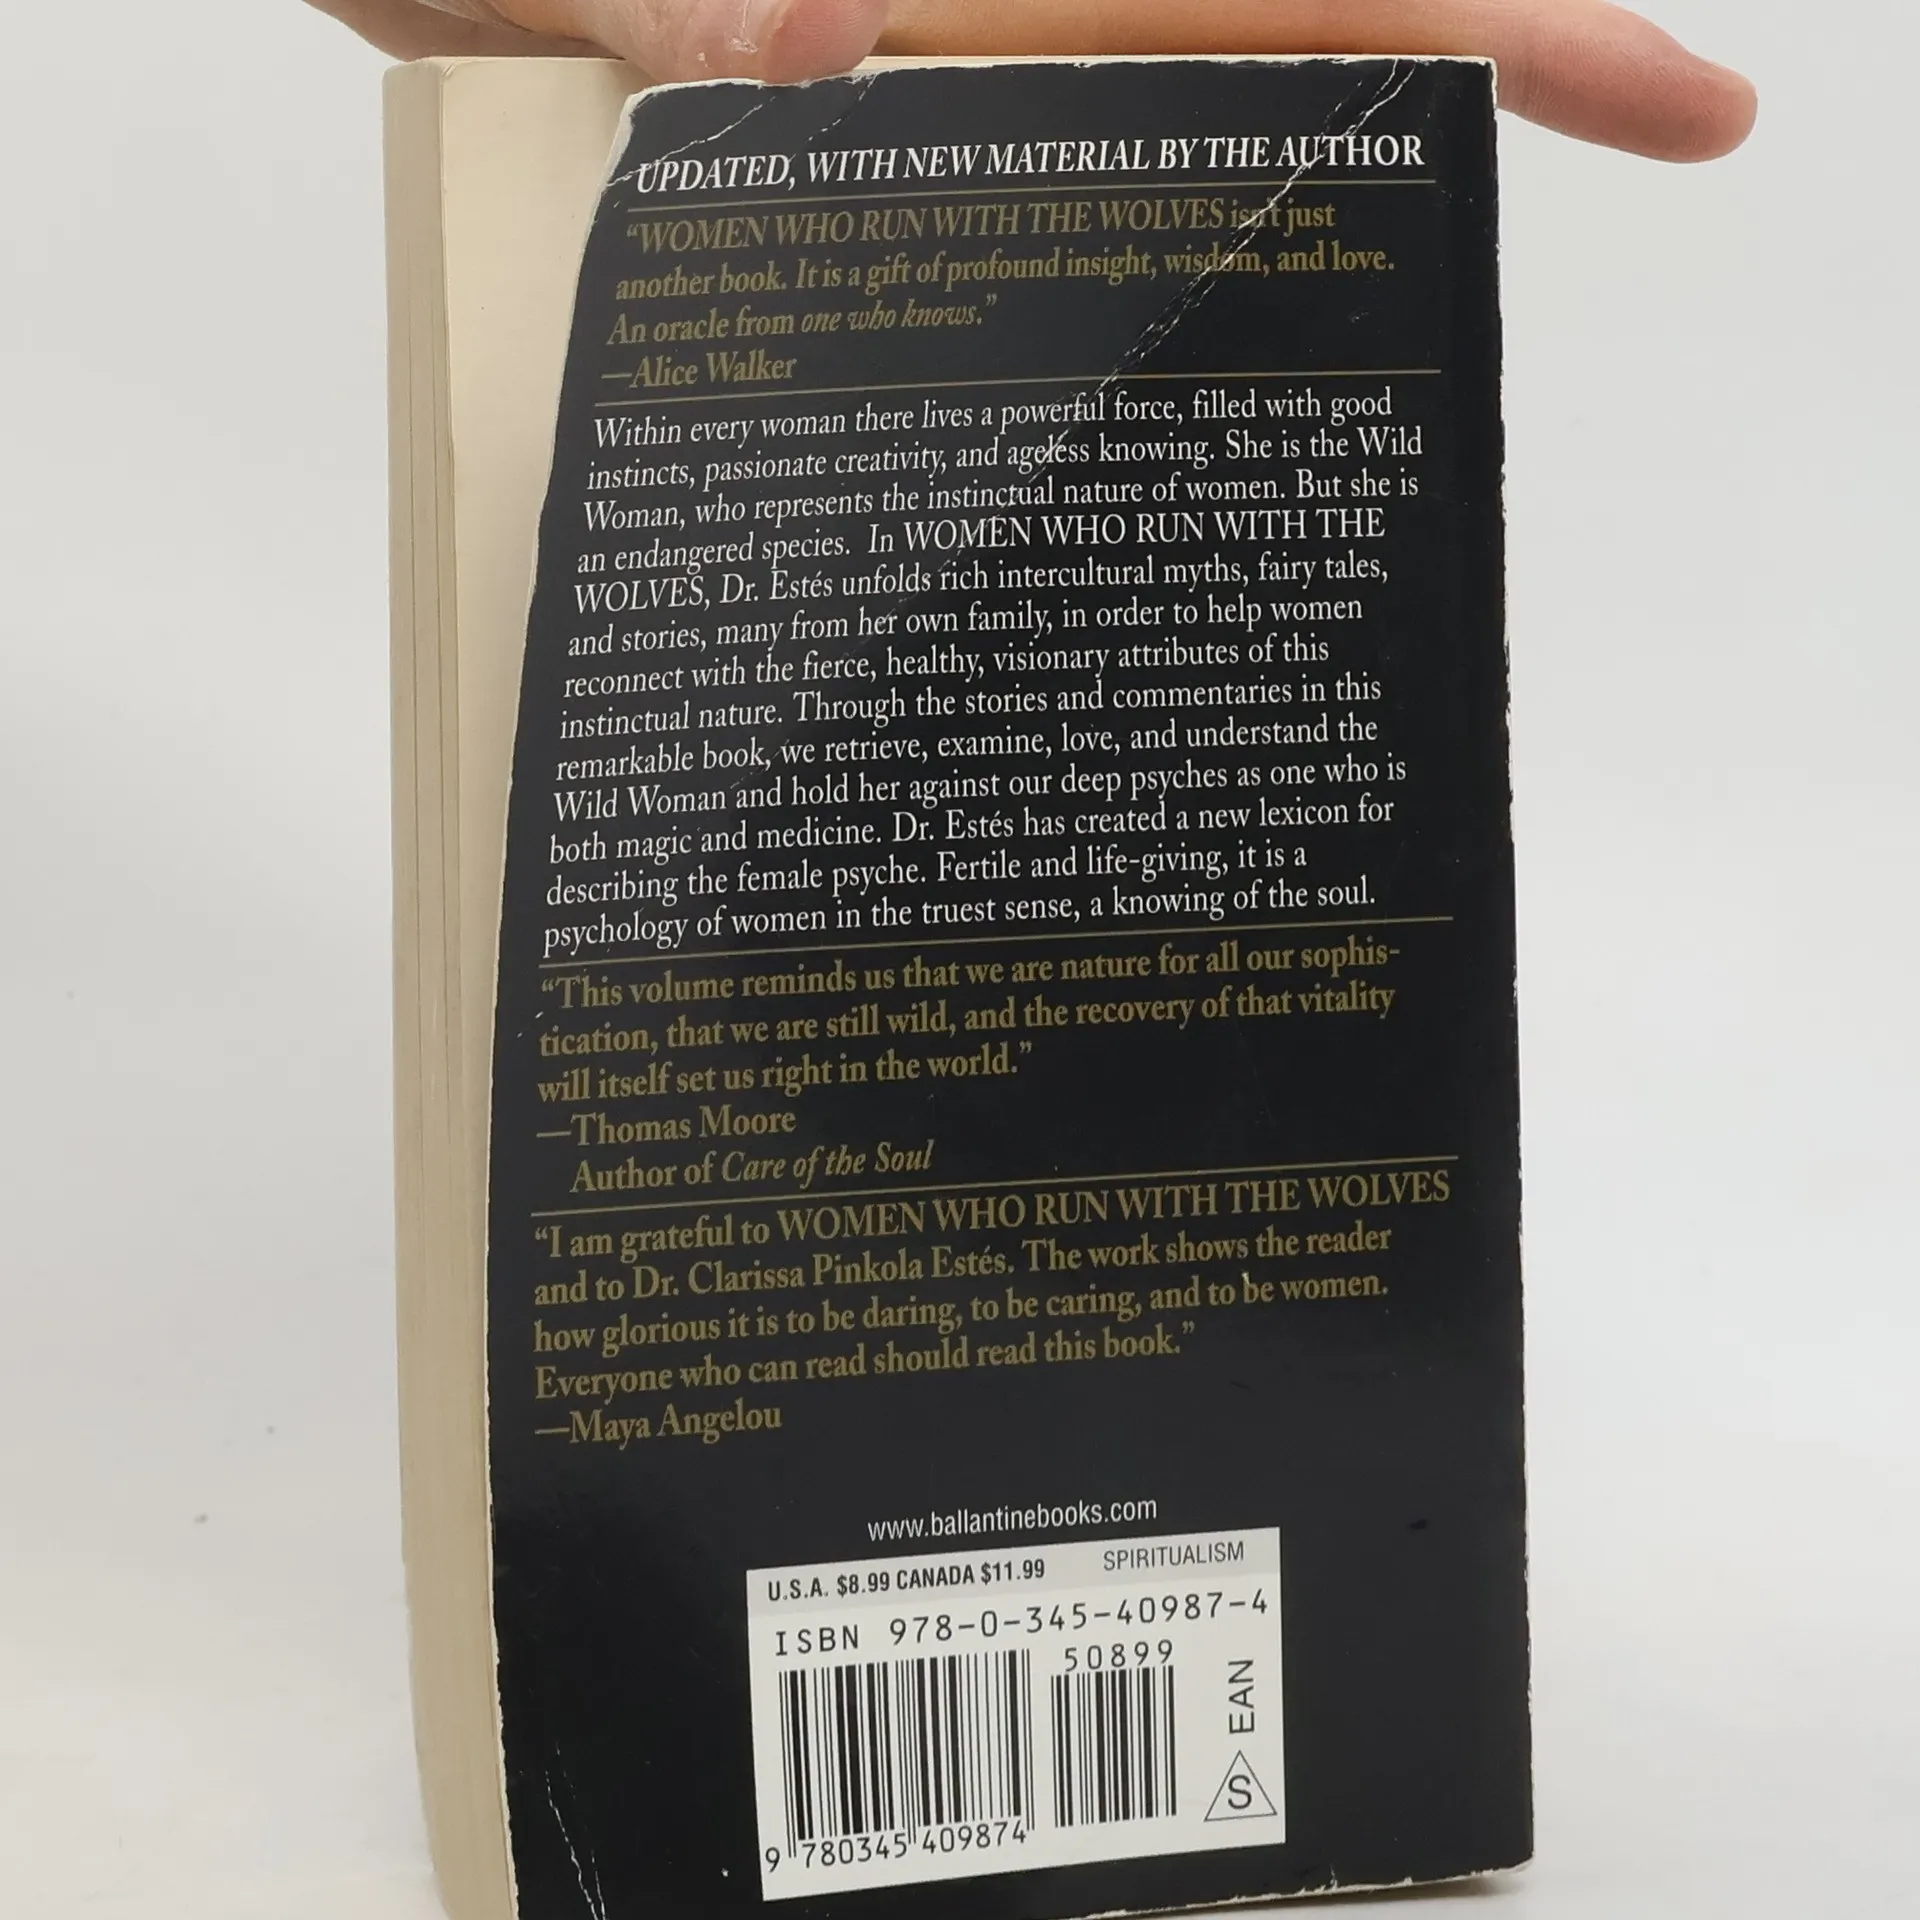 UPDATED, WITH NEW MATERIAL BY THE AUTHOR
“WOMEN WHO RUN WITH THE WOLVES isn't just
another book. It is a gift of profound insight, wisdom, and love.
An oracle from one who knows.”
—Alice Walker
Within every woman there lives a powerful force, filled with good
instincts, passionate creativity, and ageless knowing. She is the Wild
Woman, who represents the instinctual nature of women. But she is
an endangered species. In WOMEN WHO RUN WITH THE
WOLVES, Dr. Estés unfolds rich intercultural myths, fairy tales,
and stories, many from her own family, in order to help women
reconnect with the fierce, healthy, visionary attributes of this
instinctual nature. Through the stories and commentaries in this
remarkable book, we retrieve, examine, love, and understand the
Wild Woman and hold her against our deep psyches as one who is
both magic and medicine. Dr. Estés has created a new lexicon for
describing the female psyche. Fertile and life-giving, it is a
psychology of women in the truest sense, a knowing of the soul.
“This volume reminds us that we are nature for all our sophis-
tication, that we are still wild, and the recovery of that vitality
will itself set us right in the world.”
—Thomas Moore
Author of Care of the Soul
“I am grateful to WOMEN WHO RUN WITH THE WOLVES
and to Dr. Clarissa Pinkola Estés. The work shows the reader
how glorious it is to be daring, to be caring, and to be women.
Everyone who can read should read this book.”
—Maya Angelou
www.ballantinebooks.com
U.S.A. $8.99 CANADA $11.99 SPIRITUALISM
ISBN 978-0-345-40987-4
50899
EAN
S
9 780345 409874